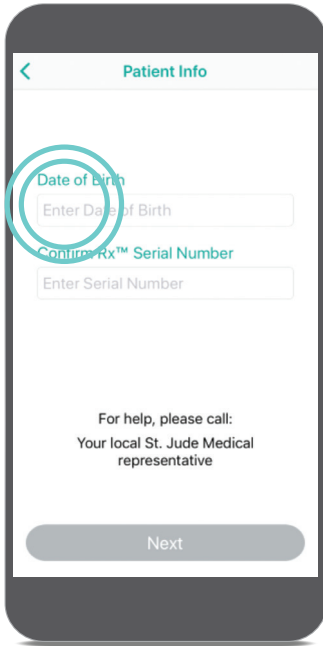 Patient Info
Date of Birth
Enter Date of Birth
Confirm Rx™ Serial Number
Enter Serial Number
For help, please call:
Your local St. Jude Medical
representative
Next